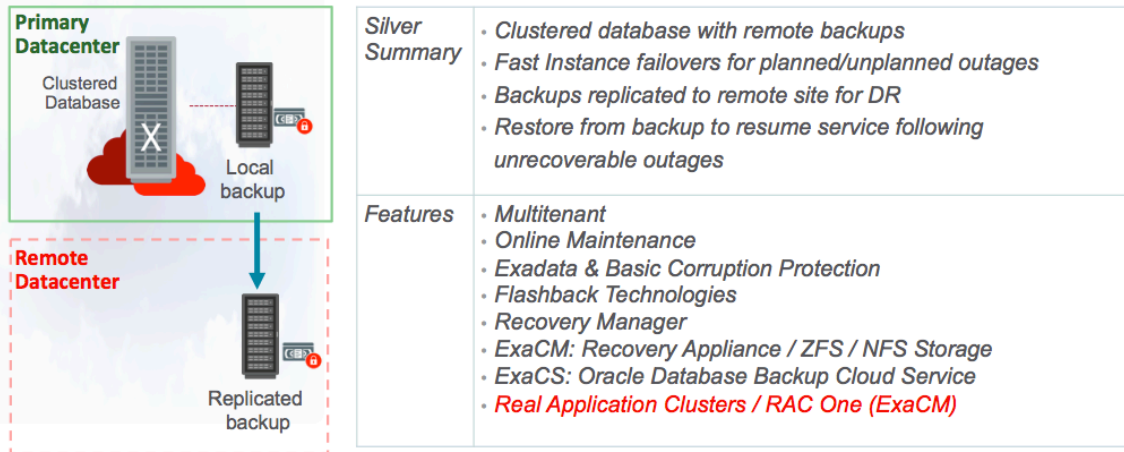 Primary
Datacenter
Clustered
Database
X
Local
backup
Remote
Datacenter
Replicated
backup
Silver
Summary
• Clustered database with remote backups
• Fast Instance failovers for planned/unplanned outages
• Backups replicated to remote site for DR
• Restore from backup to resume service following
unrecoverable outages
Features
• Multitenant
• Online Maintenance
• Exadata & Basic Corruption Protection
• Flashback Technologies
• Recovery Manager
• ExaCM: Recovery Appliance / ZFS / NFS Storage
• ExaCS: Oracle Database Backup Cloud Service
• Real Application Clusters / RAC One (ExaCM)